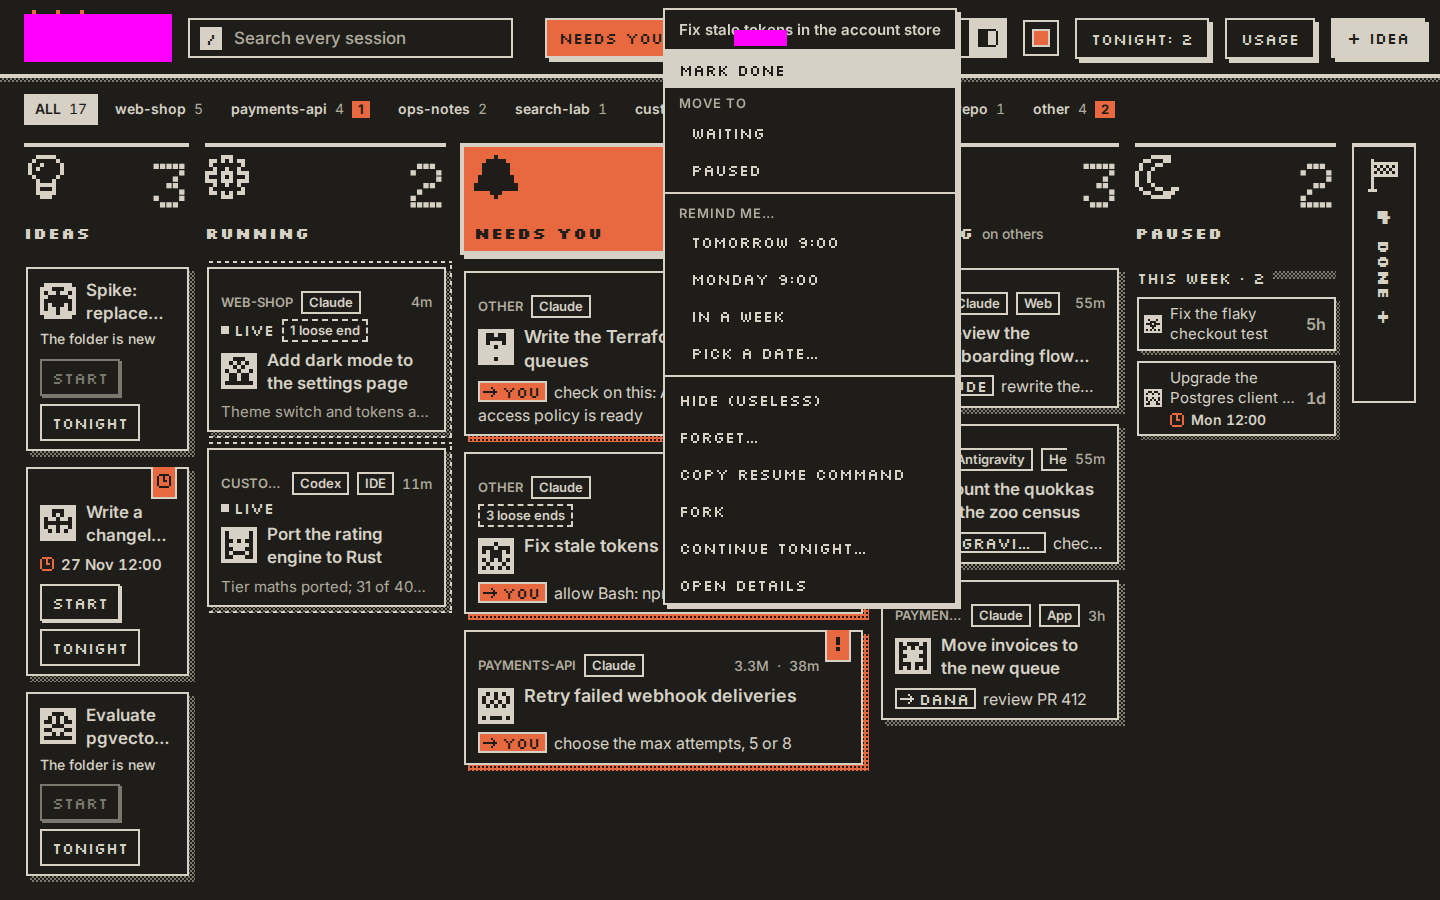 / Search every session
NEEDS YOU
TONIGHT: 2
USAGE
+ IDEA
ALL 17
web-shop 5
payments-api 4 1
ops-notes 2
search-lab 1
other 4 2
3
IDEAS
Spike:
replace...
The folder is new
START
TONIGHT
Write a
changel...
27 Nov 12:00
START
TONIGHT
Evaluate
pgvecto...
The folder is new
START
TONIGHT
2
RUNNING
WEB-SHOP Claude 4m
LIVE 1 loose end
Add dark mode to
the settings page
Theme switch and tokens a...
CUSTO... Codex IDE 11m
LIVE
Port the rating
engine to Rust
Tier maths ported; 31 of 40...
NEEDS YOU
OTHER Claude
Write the
queues
→ YOU check on this:
access policy is ready
OTHER Claude
3 loose ends
Fix stale tokens
→ YOU allow Bash:
PAYMENTS-API Claude 3.3M · 38m !
Retry failed webhook deliveries
→ YOU choose the max attempts, 5 or 8
Fix stale tokens in the account store
MARK DONE
MOVE TO
WAITING
PAUSED
REMIND ME...
TOMORROW 9:00
MONDAY 9:00
IN A WEEK
PICK A DATE...
HIDE (USELESS)
FORGET...
COPY RESUME COMMAND
FORK
CONTINUE TONIGHT...
OPEN DETAILS
3
on others
Claude Web 55m
the
flow...
rewrite the...
Antigravity He 55m
the quokkas
the zoo census
chec...
PAYMEN... Claude App 3h
Move invoices to
the new queue
→ DANA review PR 412
2
PAUSED
THIS WEEK · 2
Fix the flaky
checkout test 5h
Upgrade the
Postgres client ... 1d
Mon 12:00
DONE